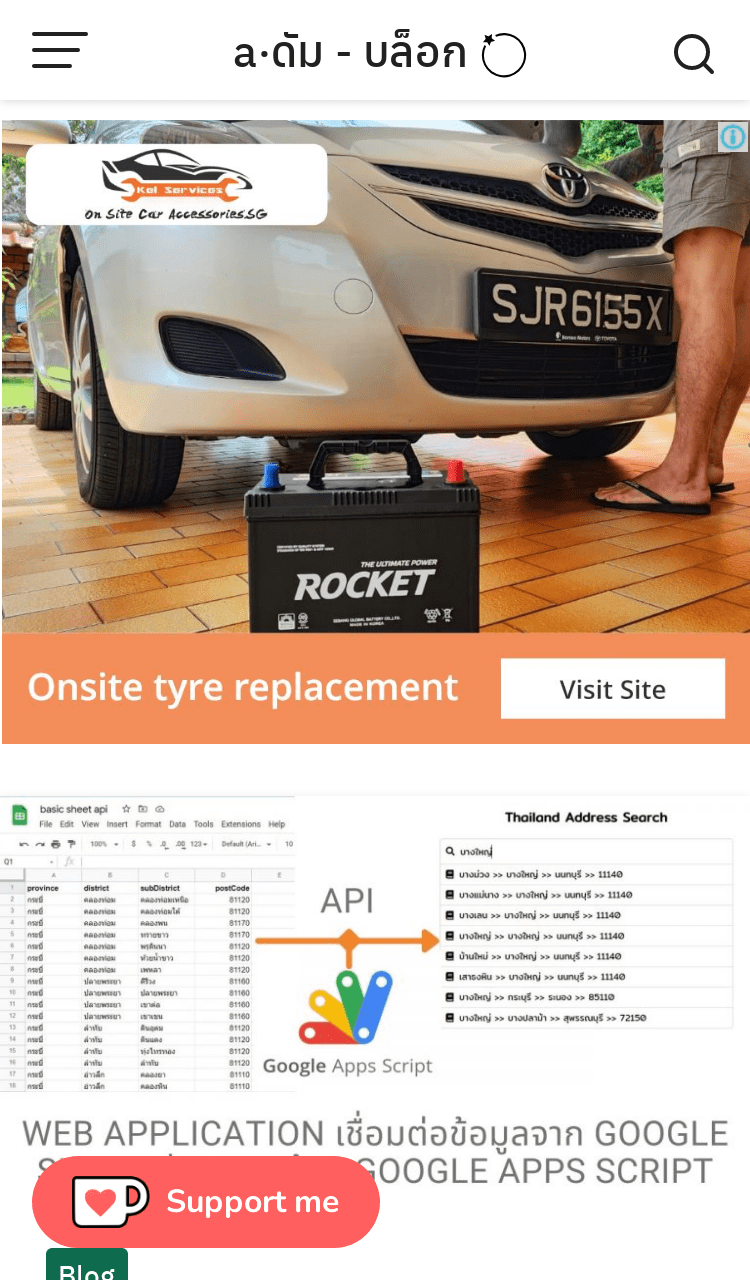 a·ดัม - บล็อก
Kel Services
On Site Car Accessories.SG
SJR6155X
THE ULTIMATE POWER
ROCKET
Onsite tyre replacement
Visit Site
basic sheet api
File Edit View Insert Format Data Tools Extensions Help
100% $ % .0 .00 123 Default (Ari... 10
Q1 fx
A B C D E
1 province district subDistrict postCode
2 กระบี่ คลองท่อม คลองท่อมเหนือ 81120
3 กระบี่ คลองท่อม คลองท่อมใต้ 81120
4 กระบี่ คลองท่อม คลองพน 81170
5 กระบี่ คลองท่อม ทรายขาว 81170
6 กระบี่ คลองท่อม พรุดินนา 81120
7 กระบี่ คลองท่อม ห้วยน้ำขาว 81120
8 กระบี่ คลองท่อม เพหลา 81120
9 กระบี่ ปลายพระยา คีรีวง 81160
10 กระบี่ ปลายพระยา ปลายพระยา 81160
11 กระบี่ ปลายพระยา เขาต่อ 81160
12 กระบี่ ปลายพระยา เขาเขน 81160
13 กระบี่ ลำทับ ดินอุดม 81120
14 กระบี่ ลำทับ ดินแดง 81120
15 กระบี่ ลำทับ ทุ่งไทรทอง 81120
16 กระบี่ ลำทับ ลำทับ 81120
17 กระบี่ อ่าวลึก คลองยา 81110
18 กระบี่ อ่าวลึก คลองหิน 81110
API
Google Apps Script
Thailand Address Search
บางใหญ่
บางม่วง >> บางใหญ่ >> นนทบุรี >> 11140
บางแม่นาง >> บางใหญ่ >> นนทบุรี >> 11140
บางเลน >> บางใหญ่ >> นนทบุรี >> 11140
บางใหญ่ >> บางใหญ่ >> นนทบุรี >> 11140
บ้านใหม่ >> บางใหญ่ >> นนทบุรี >> 11140
เสาธงหิน >> บางใหญ่ >> นนทบุรี >> 11140
บางใหญ่ >> กระบุรี >> ระนอง >> 85110
บางใหญ่ >> บางปลาม้า >> สุพรรณบุรี >> 72150
WEB APPLICATION เชื่อมต่อข้อมูลจาก GOOGLE
GOOGLE APPS SCRIPT
Support me
Blog